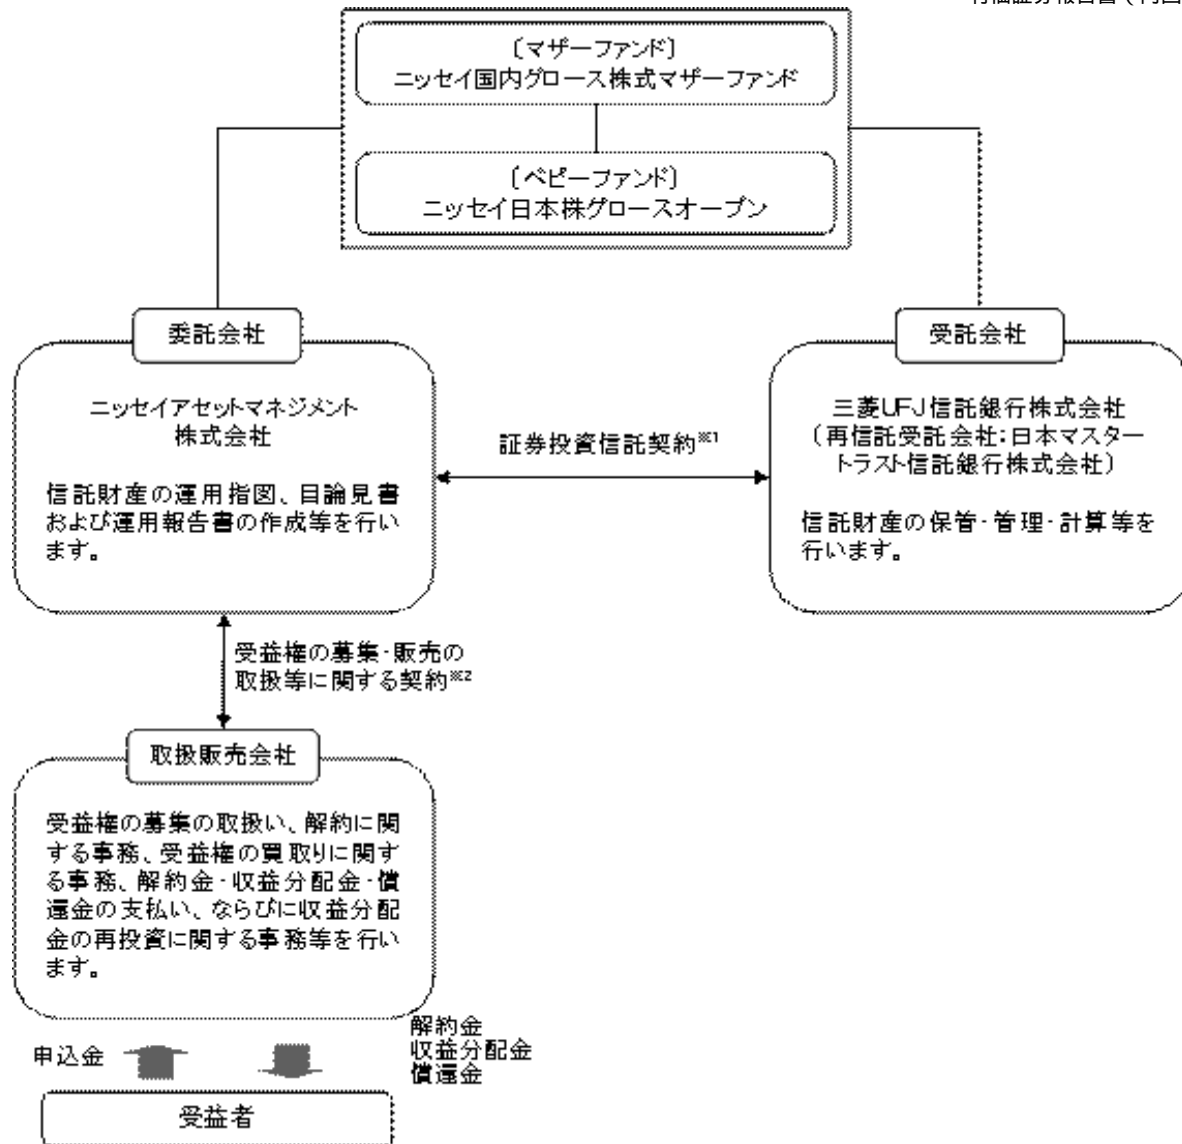 〔マザーファンド〕
ニッセイ国内グロース株式マザーファンド
〔ベビーファンド〕
ニッセイ日本株グロースオープン
委託会社
ニッセイアセットマネジメント
株式会社
信託財産の運用指図、目論見書
および運用報告書の作成等を行い
ます。
証券投資信託契約※1
受託会社
三菱UFJ信託銀行株式会社
(再信託受託会社:日本マスター
トラスト信託銀行株式会社)
信託財産の保管・管理・計算等を
行います。
受益権の募集・販売の
取扱等に関する契約※2
取扱販売会社
受益権の募集の取扱い、解約に関
する事務、受益権の買取りに関す
る事務、解約金・収益分配金・償
還金の支払い、ならびに収益分配
金の再投資に関する事務等を行い
ます。
申込金
解約金
収益分配金
償還金
受益者